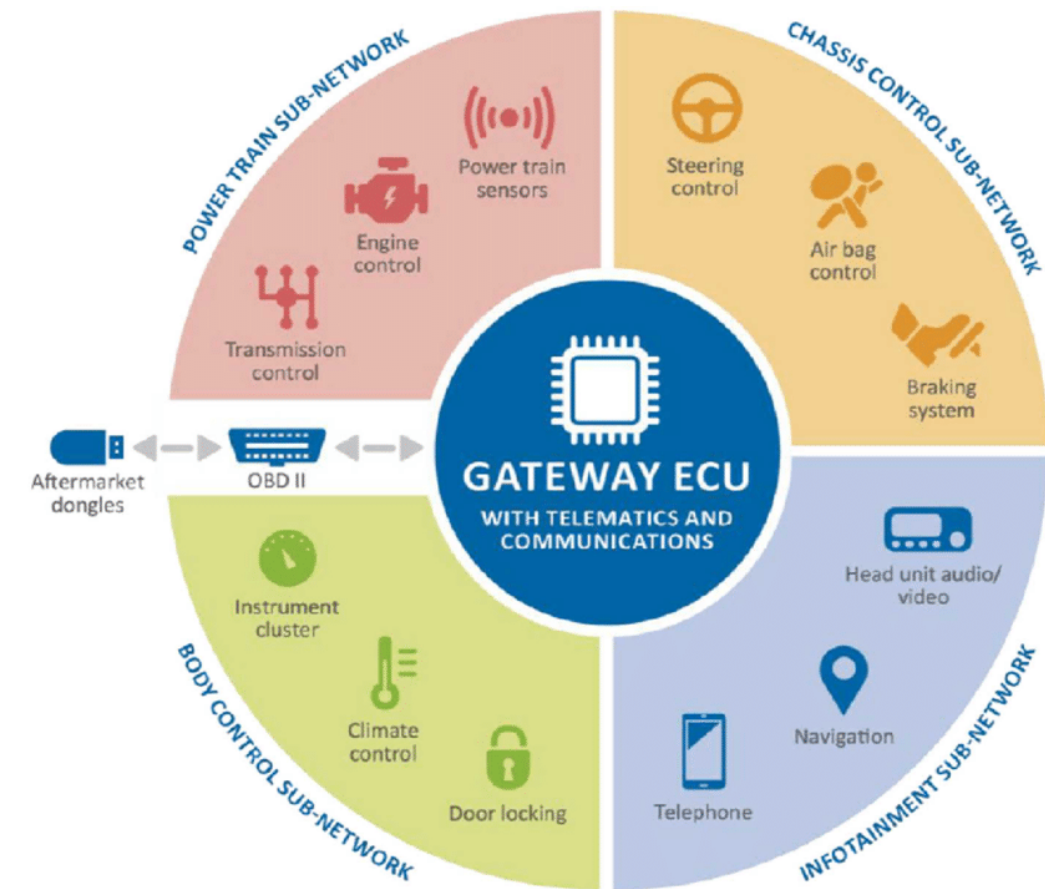 POWER TRAIN SUB-NETWORK
Power train
sensors
Engine
control
Transmission
control
CHASSIS CONTROL SUB-NETWORK
Steering
control
Air bag
control
Braking
system
Aftermarket
dongles
OBD II
GATEWAY ECU
WITH TELEMATICS AND
COMMUNICATIONS
BODY CONTROL SUB-NETWORK
Instrument
cluster
Climate
control
Door locking
INFOTAINMENT SUB-NETWORK
Head unit audio/
video
Navigation
Telephone